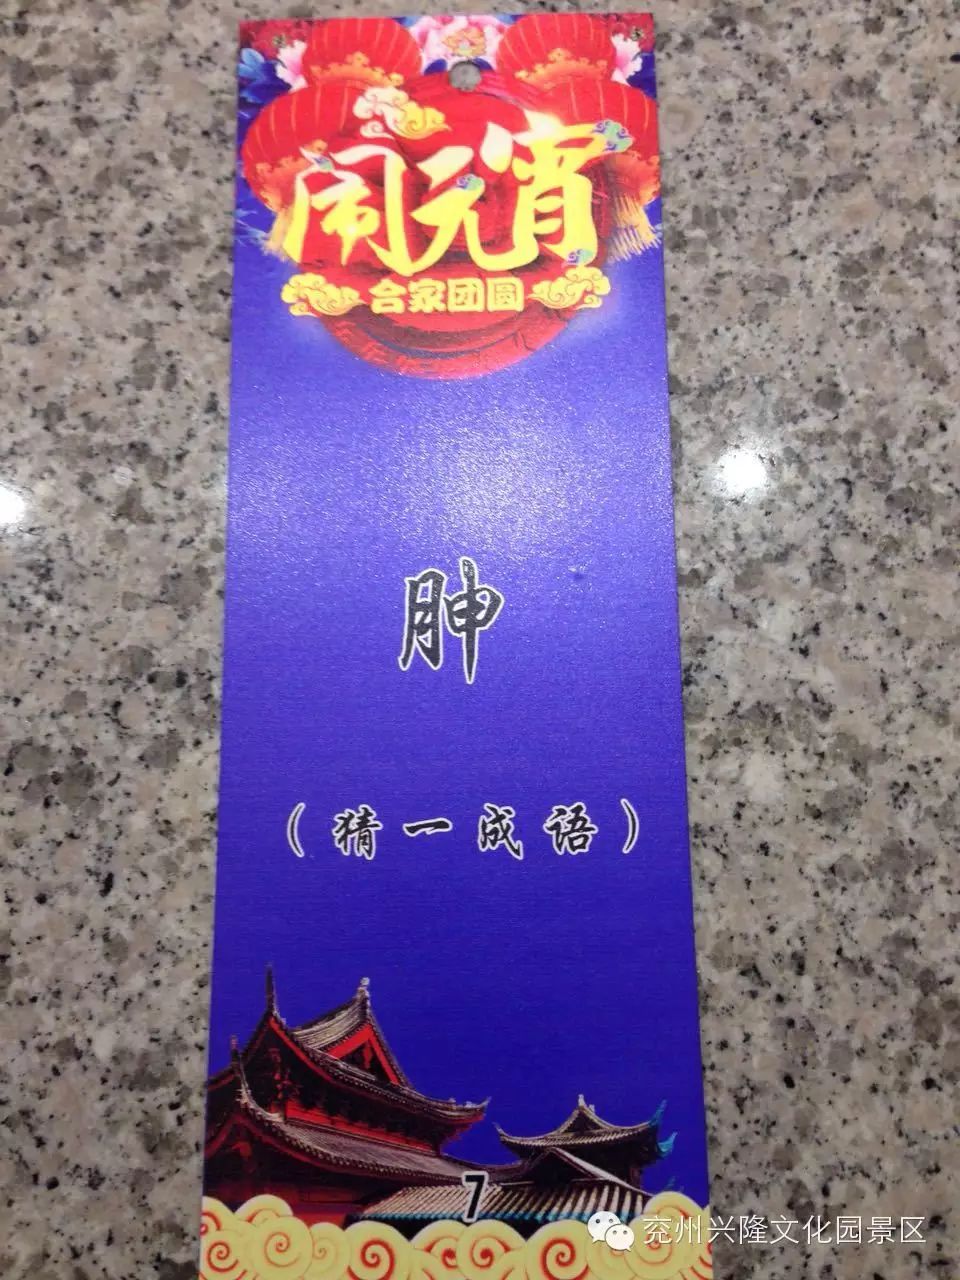 闹元宵
合家团圆
胂
（猜一成语）
7
兖州兴隆文化园景区